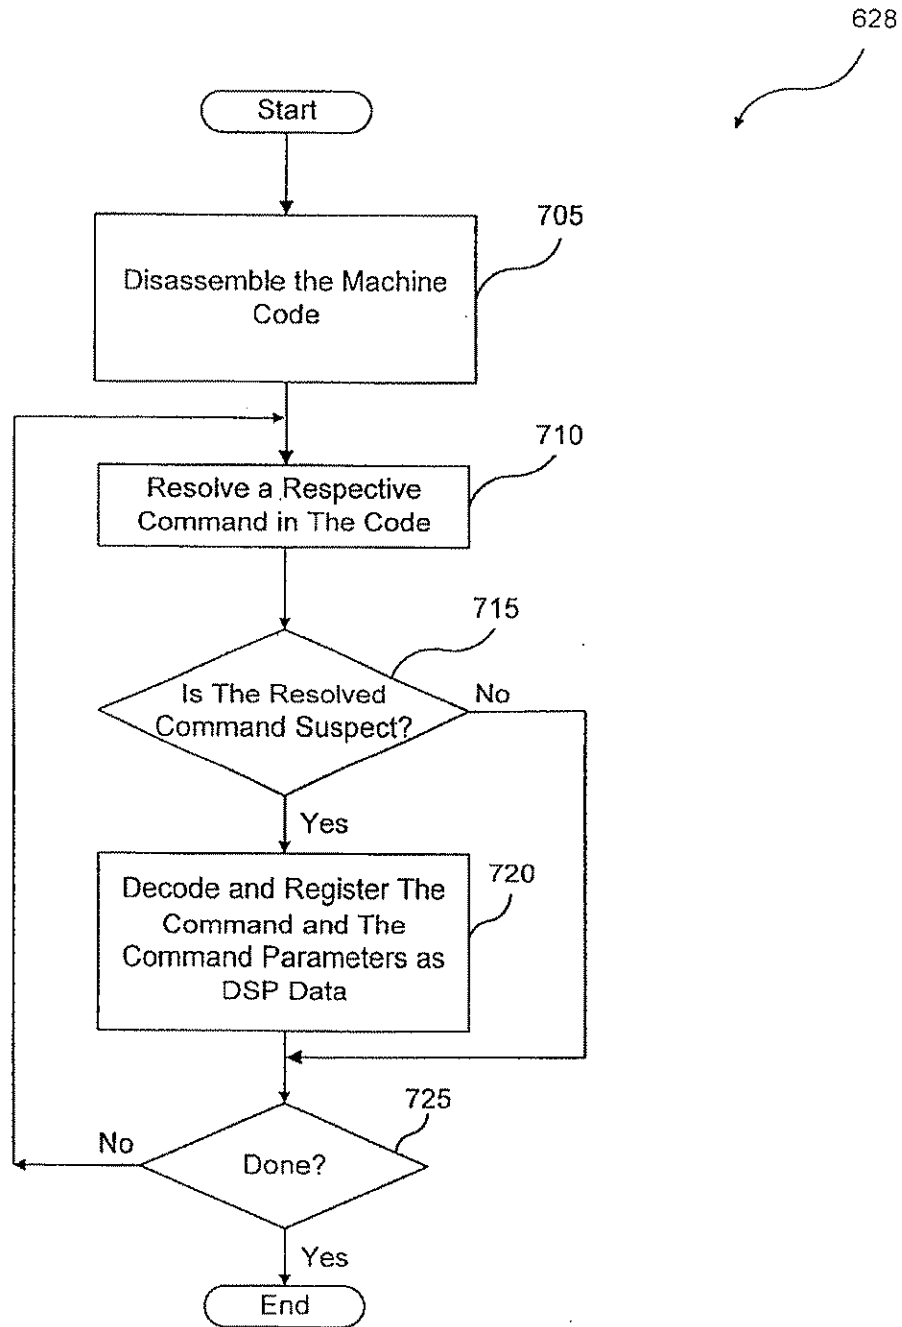 628
Start
705
Disassemble the Machine
Code
710
Resolve a Respective
Command in The Code
715
Is The Resolved
Command Suspect?
No
Yes
720
Decode and Register The
Command and The
Command Parameters as
DSP Data
725
No
Done?
Yes
End